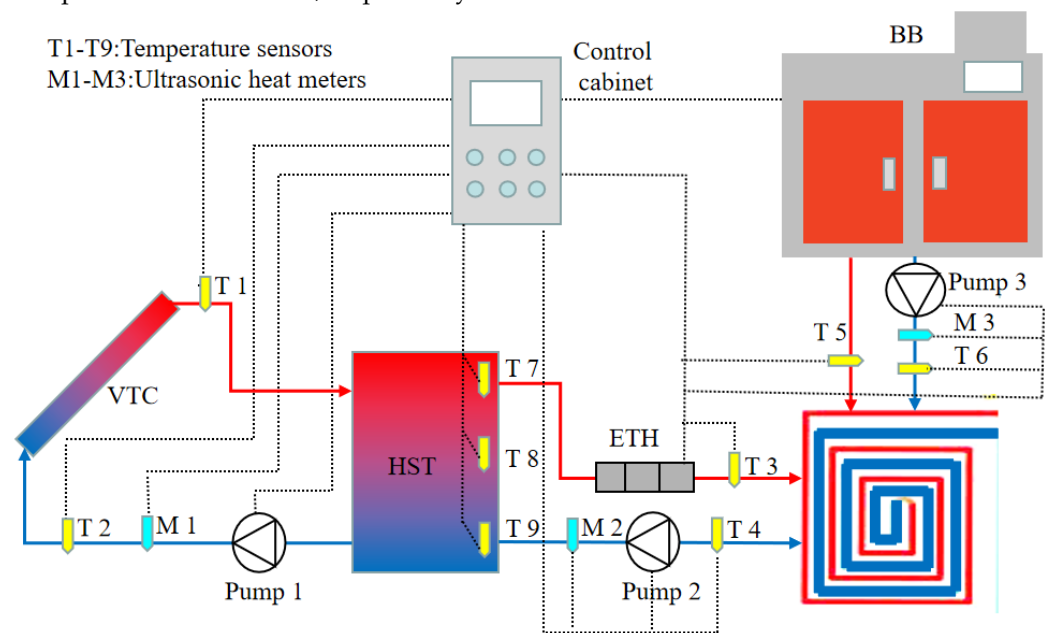 T1-T9:Temperature sensors
M1-M3:Ultrasonic heat meters
Control
cabinet
BB
T 1
Pump 3
M 3
T 5
T 6
VTC
T 7
ETH
HST
T 8
T 3
T 2
M 1
T 9
M 2
T 4
Pump 1
Pump 2